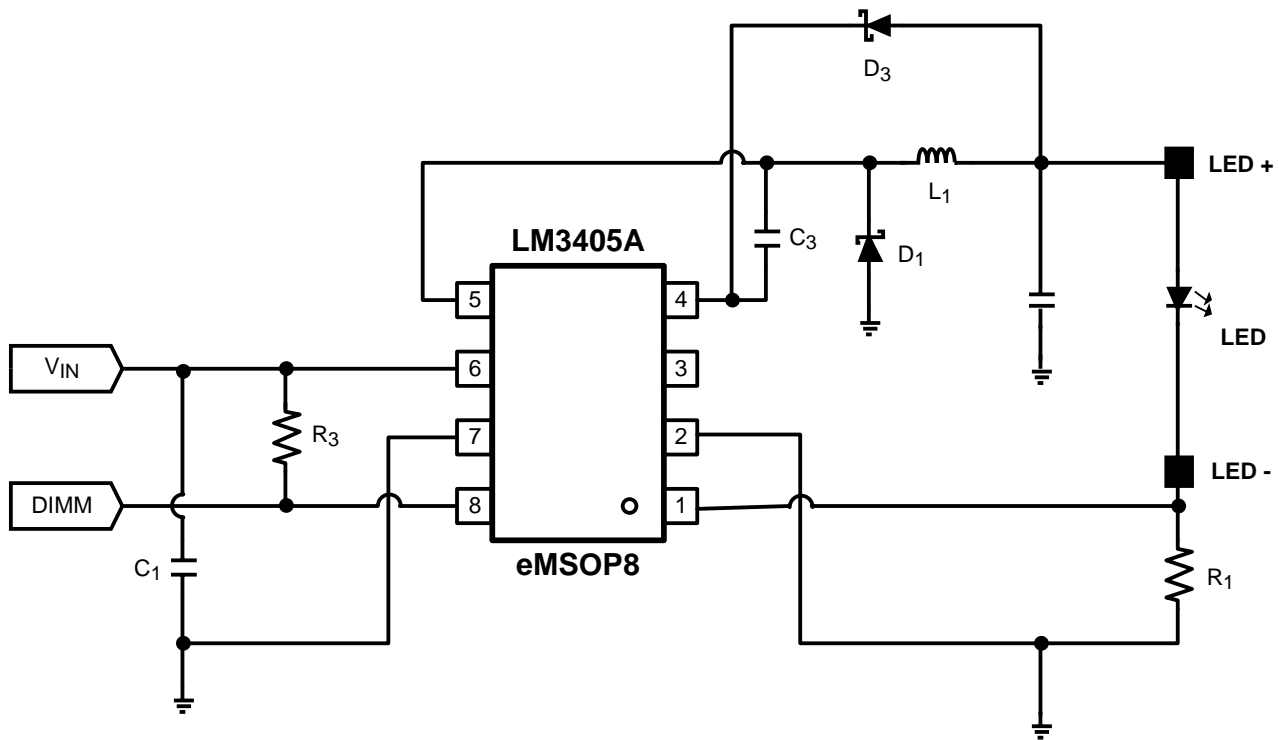 D3
L1
LED +
LM3405A
C3
D1
5
4
VIN
6
3
LED
R3
7
2
LED -
DIMM
8
1
C1
eMSOP8
R1